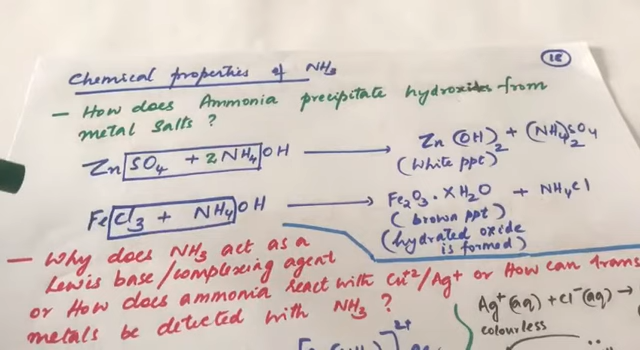 18
Chemical properties of NH3
– How does Ammonia precipitate hydroxides from
metal salts ?
ZnSO4 + 2NH4OH ⟶ Zn(OH)2 + (NH4)2SO4
(White ppt)
FeCl3 + NH4OH ⟶ Fe2O3·XH2O + NH4Cl
(brown ppt)
(hydrated oxide
is formed)
– Why does NH3 act as a
Lewis base/complexing agent
or How does ammonia react with Cu+2/Ag+ or How can trans
metals be detected with NH3 ?
Ag+(aq) + Cl-(aq) →
colourless
2+